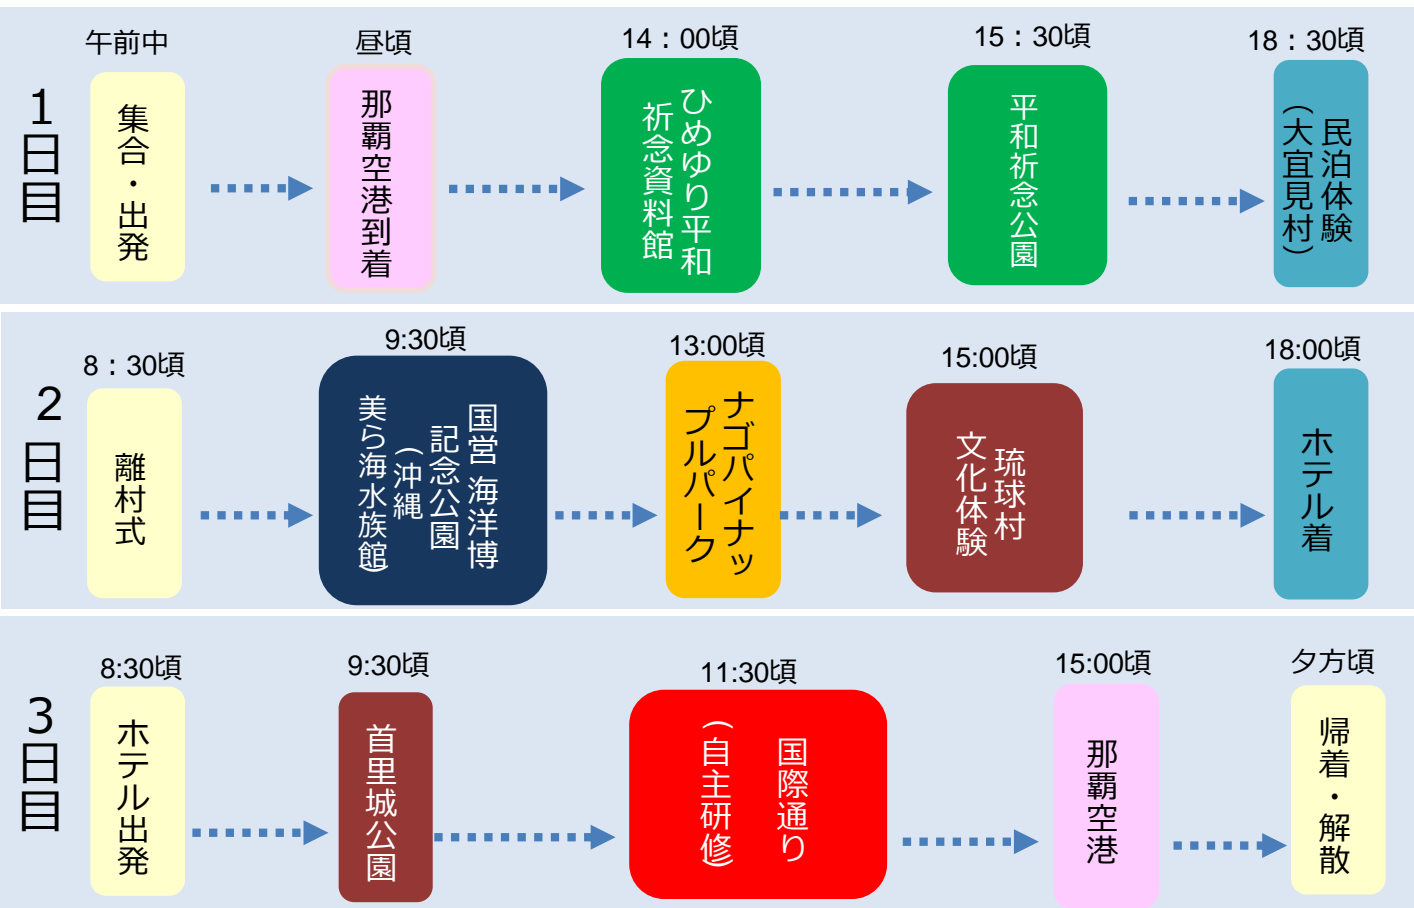 1日目
午前中
集合・出発
昼頃
那覇空港到着
14：00頃
ひめゆり平和
祈念資料館
15：30頃
平和祈念公園
18：30頃
民泊体験
(大宜見村)
2日目
8：30頃
離村式
9:30頃
国営 海洋博
記念公園
(沖縄
美ら海水族館)
13:00頃
ナゴパイナッ
プルパーク
15:00頃
琉球村
文化体験
18:00頃
ホテル着
3日目
8:30頃
ホテル出発
9:30頃
首里城公園
11:30頃
国際通り
(自主研修)
15:00頃
那覇空港
夕方頃
帰着・解散